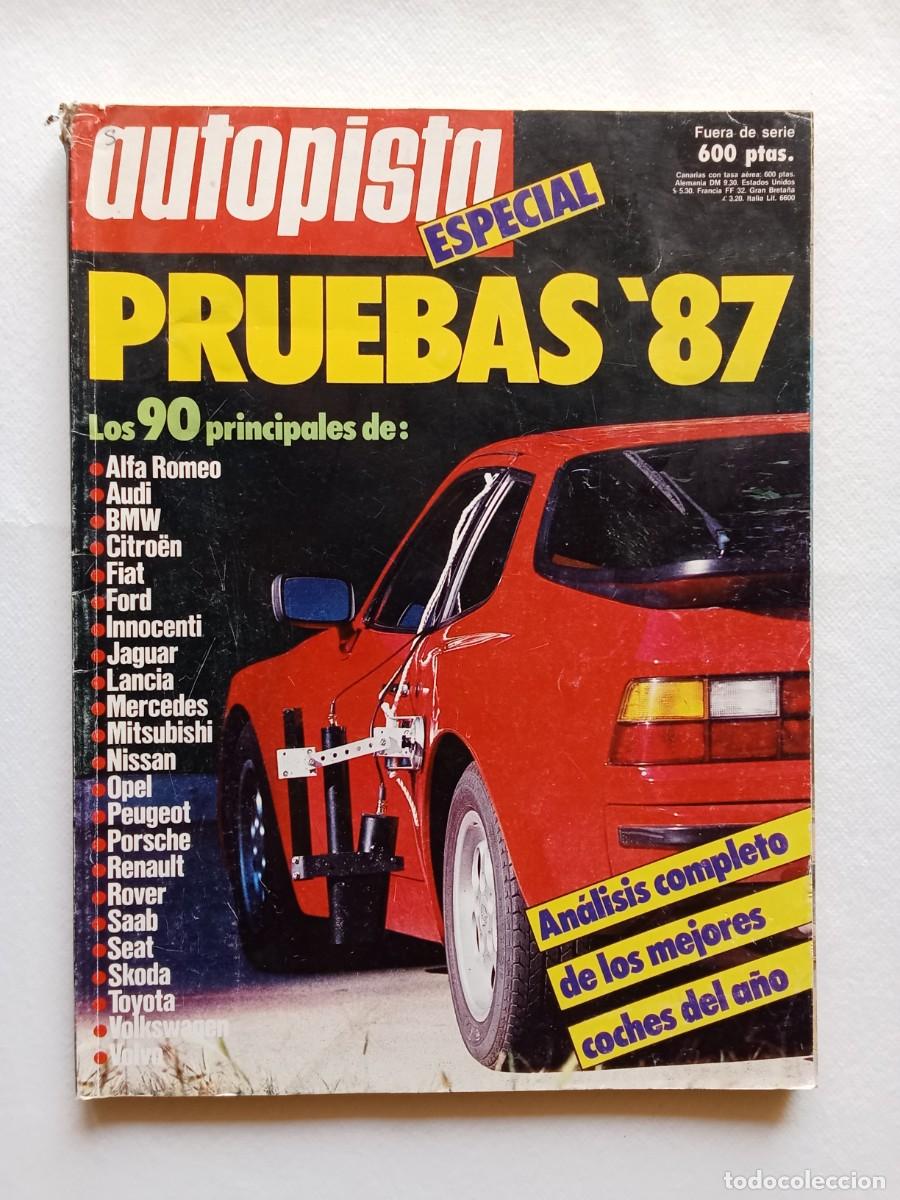 autopista
ESPECIAL
Fuera de serie
600 ptas.
Canarias con tasa aérea: 600 ptas.
Alemania DM 9,30. Estados Unidos
$ 5.30. Francia FF 32. Gran Bretaña
£ 3.20. Italia Lit. 6600
PRUEBAS '87
Los 90 principales de:
Alfa Romeo
Audi
BMW
Citroën
Fiat
Ford
Innocenti
Jaguar
Lancia
Mercedes
Mitsubishi
Nissan
Opel
Peugeot
Porsche
Renault
Rover
Saab
Seat
Skoda
Toyota
Volkswagen
Volvo
Análisis completo
de los mejores
coches del año
todocoleccion